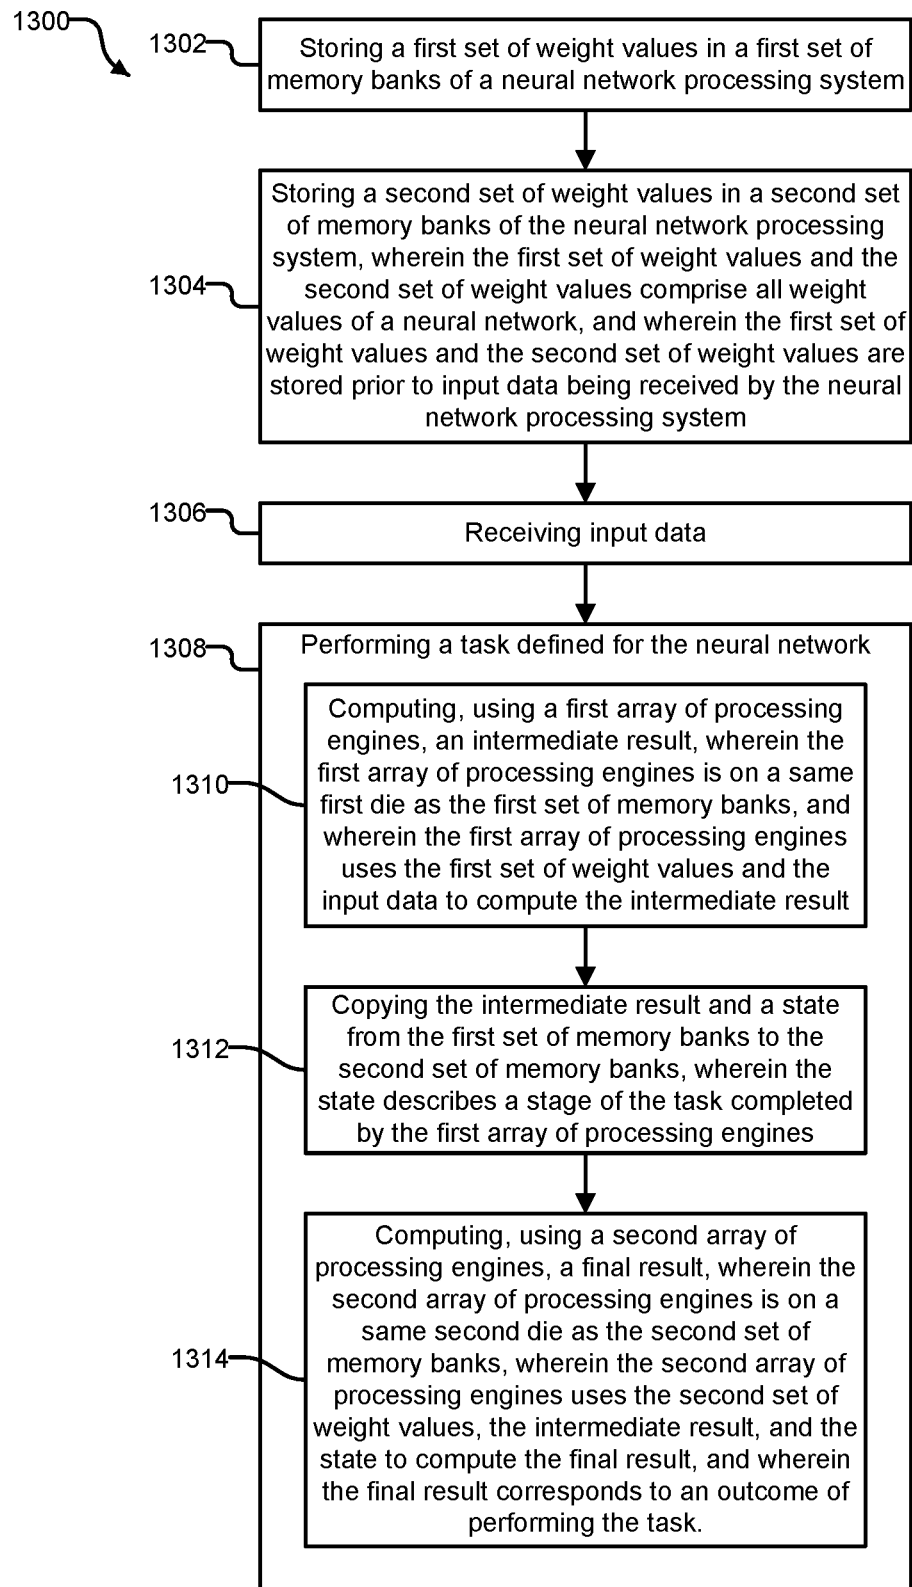 1300
1302
Storing a first set of weight values in a first set of
memory banks of a neural network processing system
1304
Storing a second set of weight values in a second set
of memory banks of the neural network processing
system, wherein the first set of weight values and the
second set of weight values comprise all weight
values of a neural network, and wherein the first set of
weight values and the second set of weight values are
stored prior to input data being received by the neural
network processing system
1306
Receiving input data
1308
Performing a task defined for the neural network
1310
Computing, using a first array of processing
engines, an intermediate result, wherein the
first array of processing engines is on a same
first die as the first set of memory banks, and
wherein the first array of processing engines
uses the first set of weight values and the
input data to compute the intermediate result
1312
Copying the intermediate result and a state
from the first set of memory banks to the
second set of memory banks, wherein the
state describes a stage of the task completed
by the first array of processing engines
1314
Computing, using a second array of
processing engines, a final result, wherein the
second array of processing engines is on a
same second die as the second set of
memory banks, wherein the second array of
processing engines uses the second set of
weight values, the intermediate result, and the
state to compute the final result, and wherein
the final result corresponds to an outcome of
performing the task.